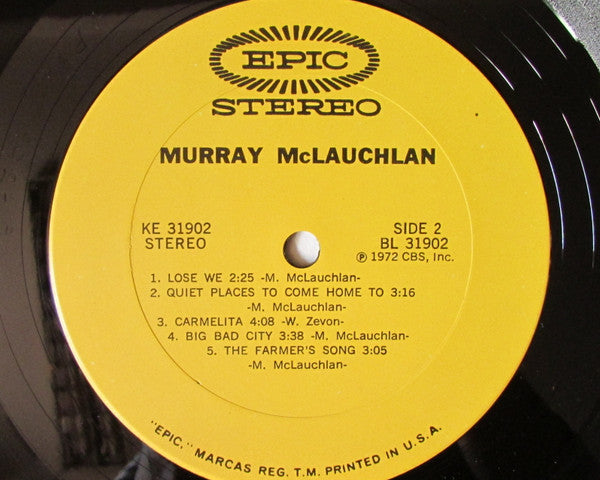 EPIC
STEREO
MURRAY McLAUCHLAN
KE 31902
STEREO
SIDE 2
BL 31902
℗ 1972 CBS, Inc.
1. LOSE WE 2:25 -M. McLauchlan-
2. QUIET PLACES TO COME HOME TO 3:16
-M. McLauchlan-
3. CARMELITA 4:08 -W. Zevon-
4. BIG BAD CITY 3:38 -M. McLauchlan-
5. THE FARMER'S SONG 3:05
-M. McLauchlan-
"EPIC," MARCAS REG. T.M. PRINTED IN U.S.A.